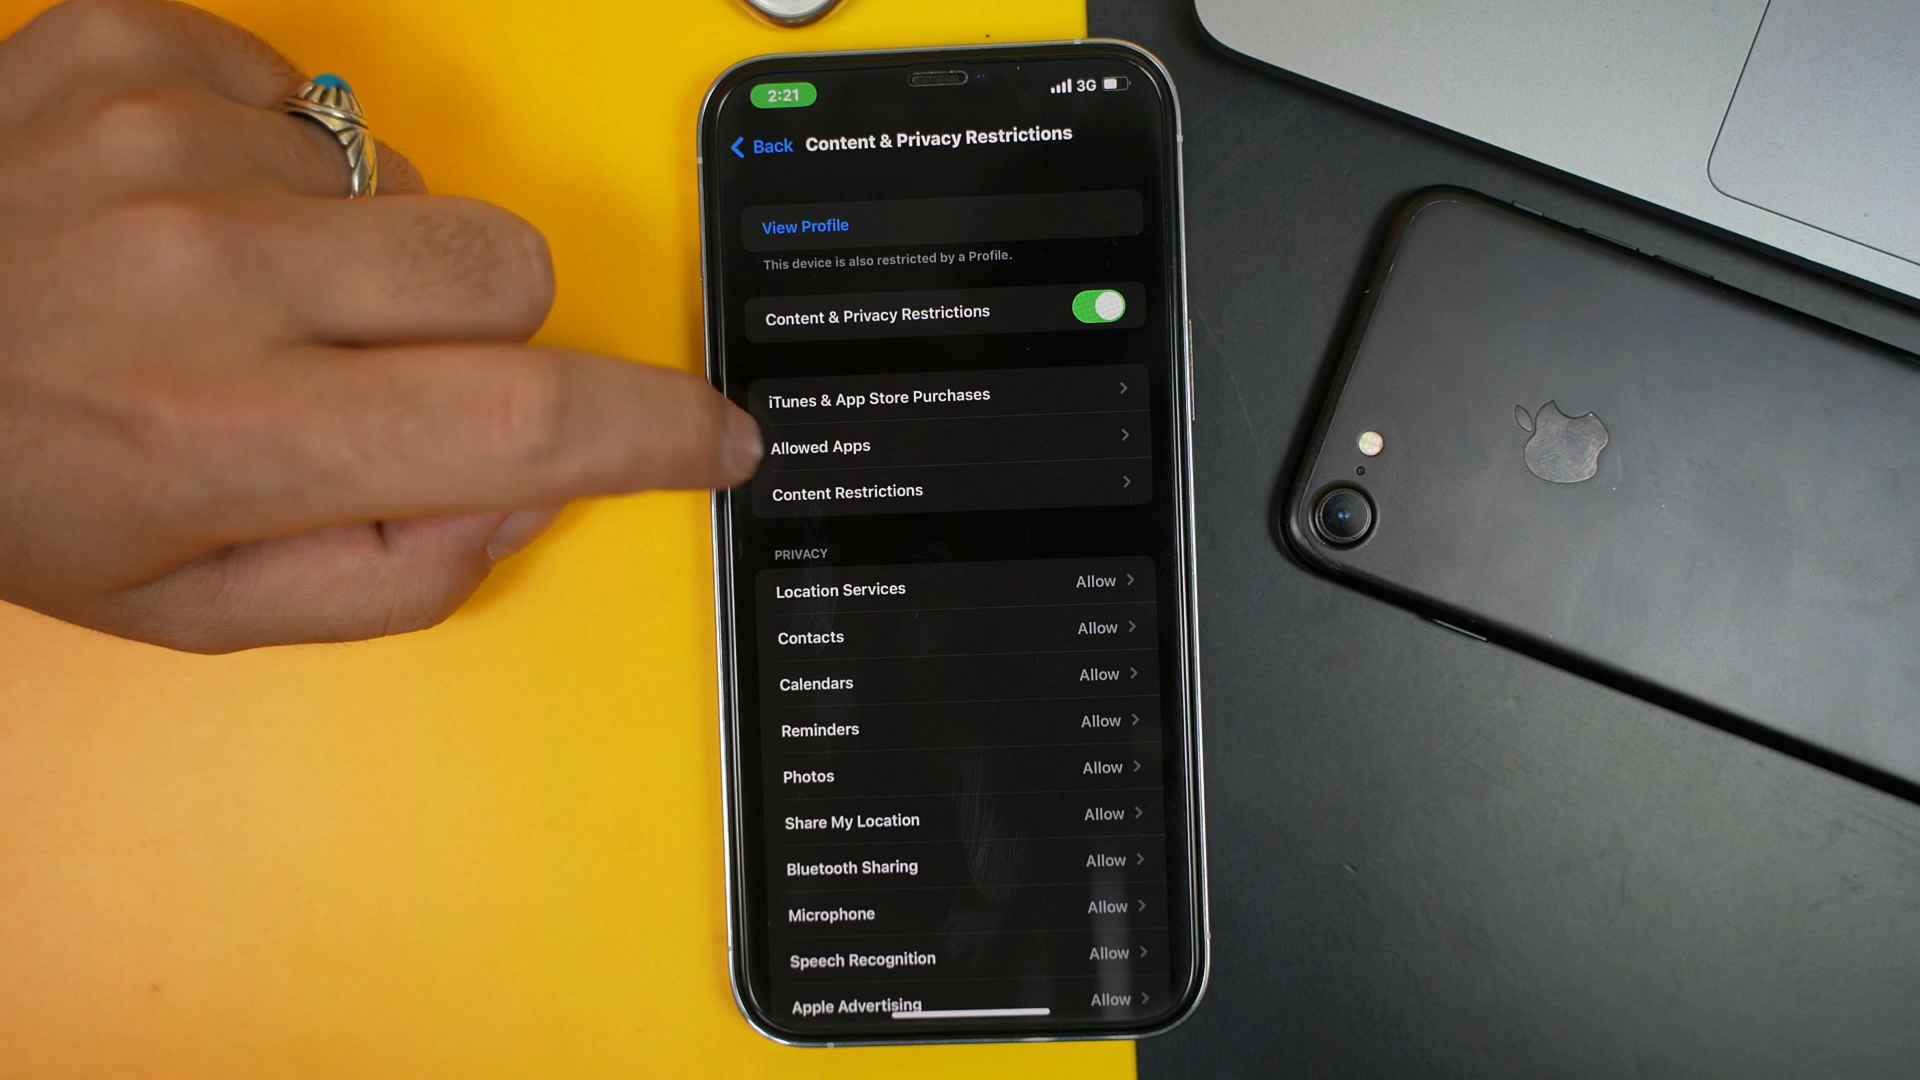 2:21
3G
Back
Content & Privacy Restrictions
View Profile
This device is also restricted by a Profile.
Content & Privacy Restrictions
iTunes & App Store Purchases
Allowed Apps
Content Restrictions
PRIVACY
Location Services Allow
Contacts Allow
Calendars Allow
Reminders Allow
Photos Allow
Share My Location Allow
Bluetooth Sharing Allow
Microphone Allow
Speech Recognition Allow
Apple Advertising Allow